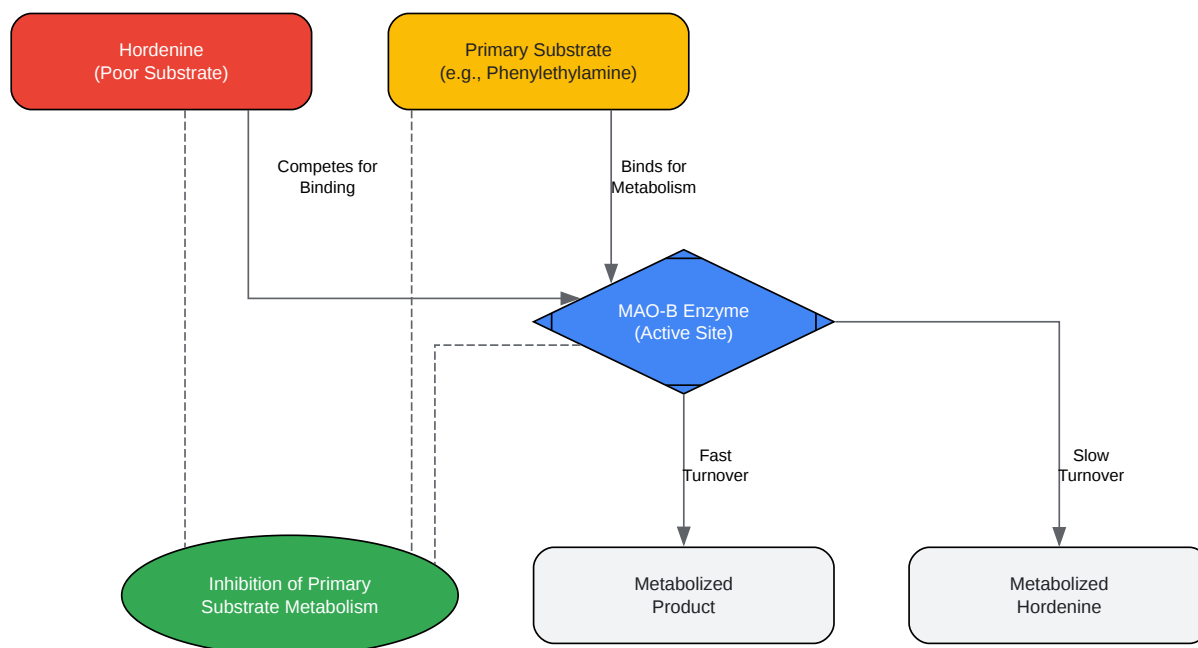 Hordenine
(Poor Substrate)
Primary Substrate
(e.g., Phenylethylamine)
Competes for
Binding
Binds for
Metabolism
MAO-B Enzyme
(Active Site)
Fast
Turnover
Slow
Turnover
Inhibition of Primary
Substrate Metabolism
Metabolized
Product
Metabolized
Hordenine